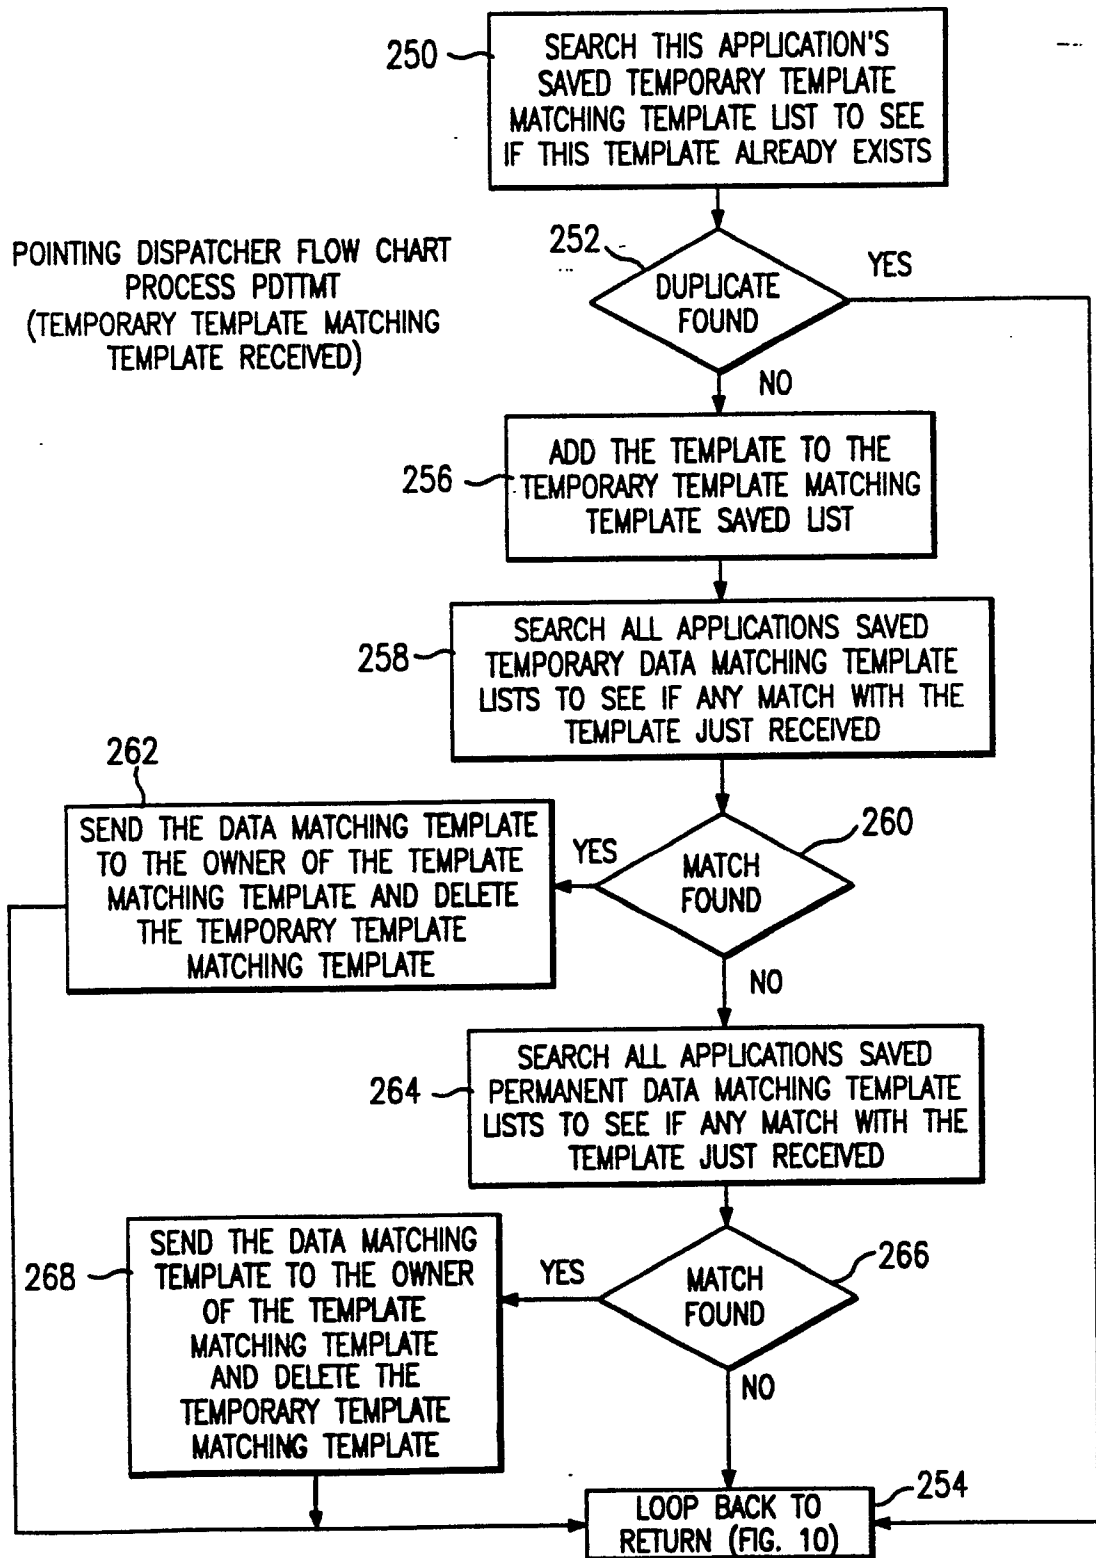 250
SEARCH THIS APPLICATION'S
SAVED TEMPORARY TEMPLATE
MATCHING TEMPLATE LIST TO SEE
IF THIS TEMPLATE ALREADY EXISTS
POINTING DISPATCHER FLOW CHART
PROCESS PDTTMT
(TEMPORARY TEMPLATE MATCHING
TEMPLATE RECEIVED)
252
DUPLICATE
FOUND
YES
NO
256
ADD THE TEMPLATE TO THE
TEMPORARY TEMPLATE MATCHING
TEMPLATE SAVED LIST
258
SEARCH ALL APPLICATIONS SAVED
TEMPORARY DATA MATCHING TEMPLATE
LISTS TO SEE IF ANY MATCH WITH THE
TEMPLATE JUST RECEIVED
262
SEND THE DATA MATCHING TEMPLATE
TO THE OWNER OF THE TEMPLATE
MATCHING TEMPLATE AND DELETE
THE TEMPORARY TEMPLATE
MATCHING TEMPLATE
YES
MATCH
FOUND
260
NO
264
SEARCH ALL APPLICATIONS SAVED
PERMANENT DATA MATCHING TEMPLATE
LISTS TO SEE IF ANY MATCH WITH THE
TEMPLATE JUST RECEIVED
268
SEND THE DATA MATCHING
TEMPLATE TO THE OWNER
OF THE TEMPLATE
MATCHING TEMPLATE
AND DELETE THE
TEMPORARY TEMPLATE
MATCHING TEMPLATE
YES
MATCH
FOUND
266
NO
LOOP BACK TO
RETURN (FIG. 10)
254